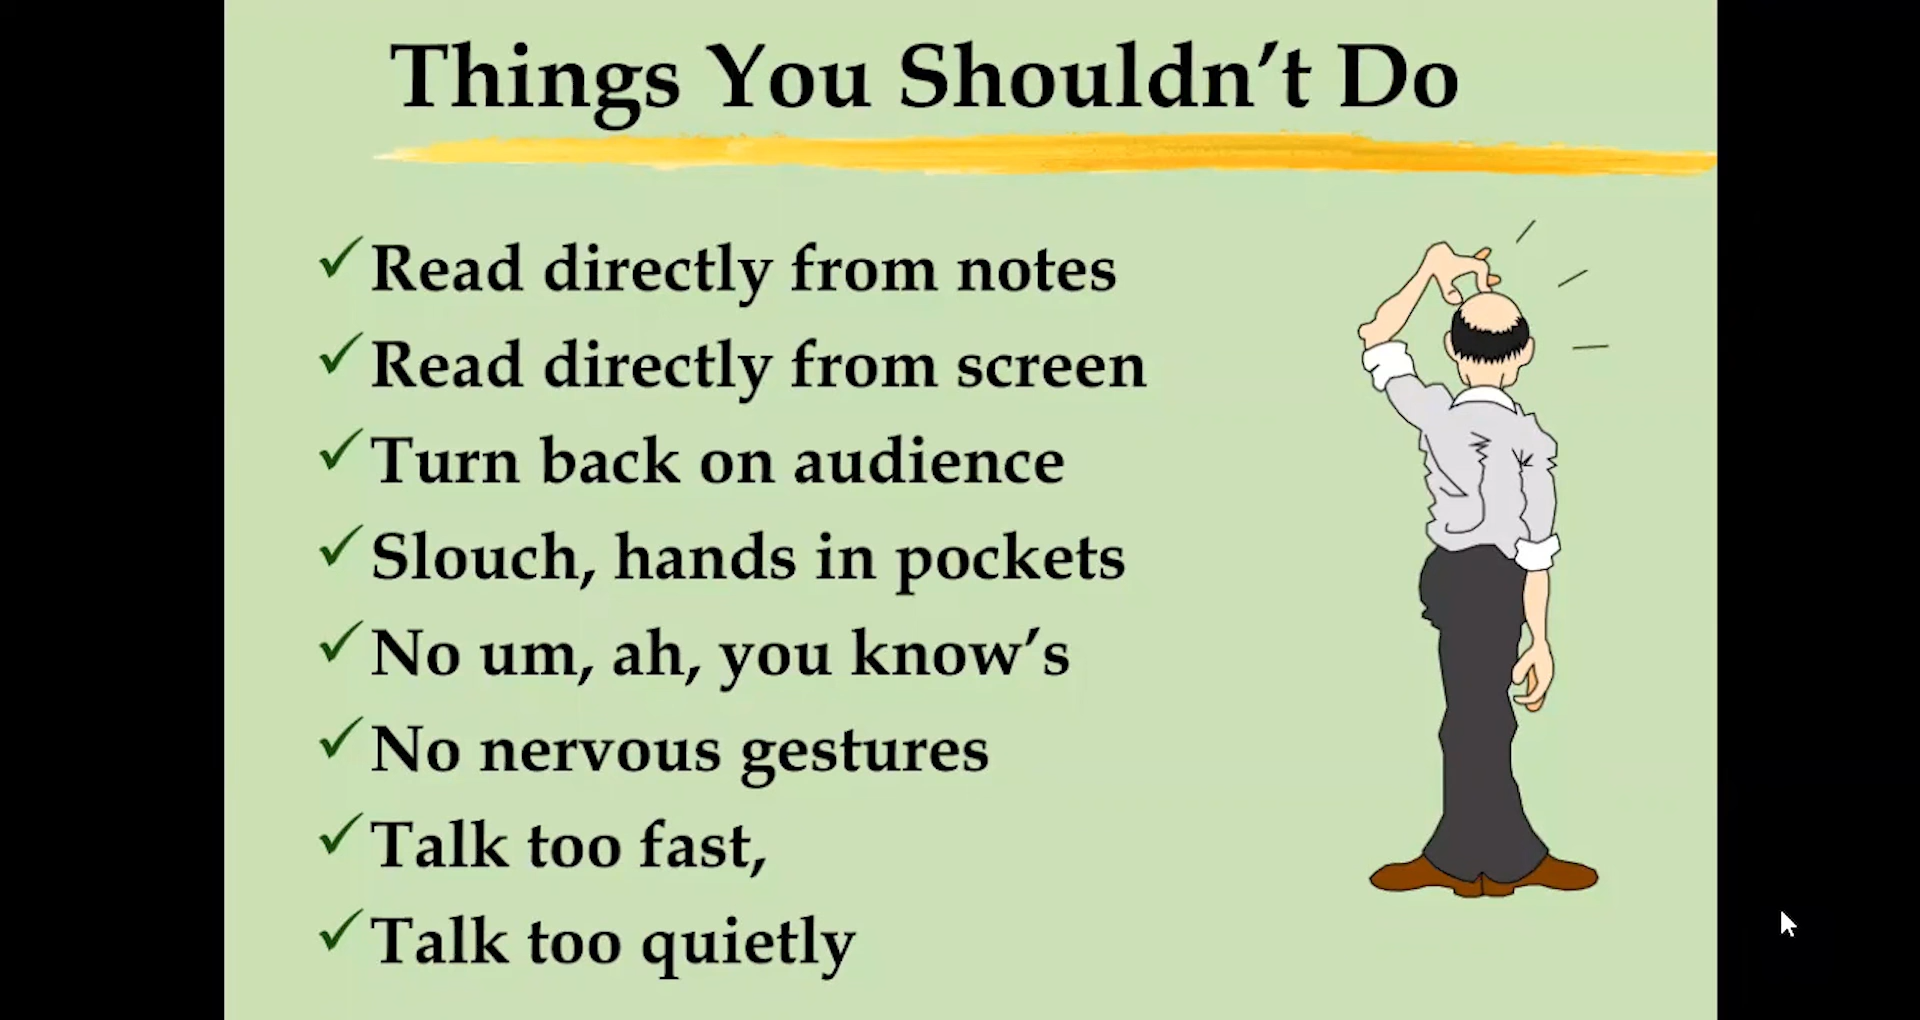 Things You Shouldn’t Do
Read directly from notes
Read directly from screen
Turn back on audience
Slouch, hands in pockets
No um, ah, you know’s
No nervous gestures
Talk too fast,
Talk too quietly